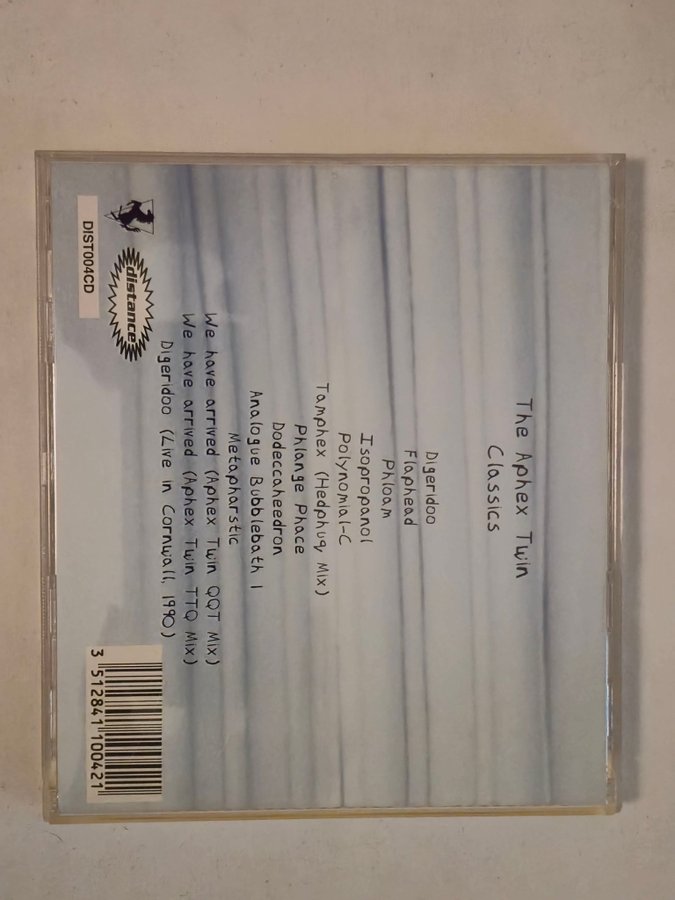 The Aphex Twin
Classics
Digeridoo
Flaphead
Phloam
Isopropanol
Polynomial-C
Tamphex (Hedphuq Mix)
Phlange Phace
Dodeccaheedron
Analogue Bubblebath 1
Metapharstic
We have arrived (Aphex Twin QQT Mix)
We have arrived (Aphex Twin TTQ Mix)
Digeridoo (Live in Cornwall, 1990)
distance
DIST004CD
3 512841 100421